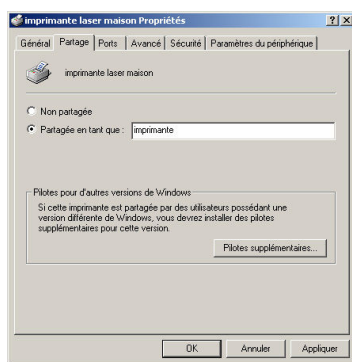 imprimante laser maison Propriétés
Général Partage Ports Avancé Sécurité Paramètres du périphérique
imprimante laser maison
Non partagée
Partagée en tant que : imprimante
Pilotes pour d'autres versions de Windows
Si cette imprimante est partagée par des utilisateurs possédant une
version différente de Windows, vous devrez installer des pilotes
supplémentaires pour cette version.
Pilotes supplémentaires...
OK Annuler Appliquer